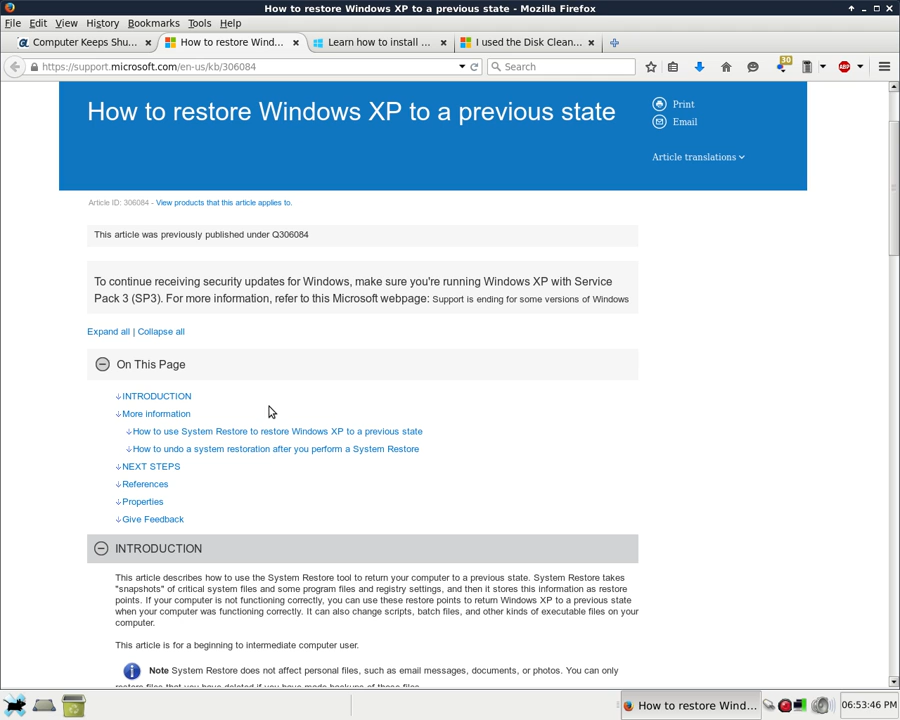 How to restore Windows XP to a previous state - Mozilla Firefox
File Edit View History Bookmarks Tools Help
Computer Keeps Shu...
How to restore Wind...
Learn how to install ...
I used the Disk Clean...
https://support.microsoft.com/en-us/kb/306084
Search
30
ABP
How to restore Windows XP to a previous state
Print
Email
Article translations
Article ID: 306084 - View products that this article applies to.
This article was previously published under Q306084
To continue receiving security updates for Windows, make sure you're running Windows XP with Service
Pack 3 (SP3). For more information, refer to this Microsoft webpage: Support is ending for some versions of Windows
Expand all | Collapse all
On This Page
INTRODUCTION
More information
How to use System Restore to restore Windows XP to a previous state
How to undo a system restoration after you perform a System Restore
NEXT STEPS
References
Properties
Give Feedback
INTRODUCTION
This article describes how to use the System Restore tool to return your computer to a previous state. System Restore takes
"snapshots" of critical system files and some program files and registry settings, and then it stores this information as restore
points. If your computer is not functioning correctly, you can use these restore points to return Windows XP to a previous state
when your computer was functioning correctly. It can also change scripts, batch files, and other kinds of executable files on your
computer.
This article is for a beginning to intermediate computer user.
Note System Restore does not affect personal files, such as email messages, documents, or photos. You can only
restore files that you have deleted if you have made backups of those files.
How to restore Wind...
06:53:46 PM